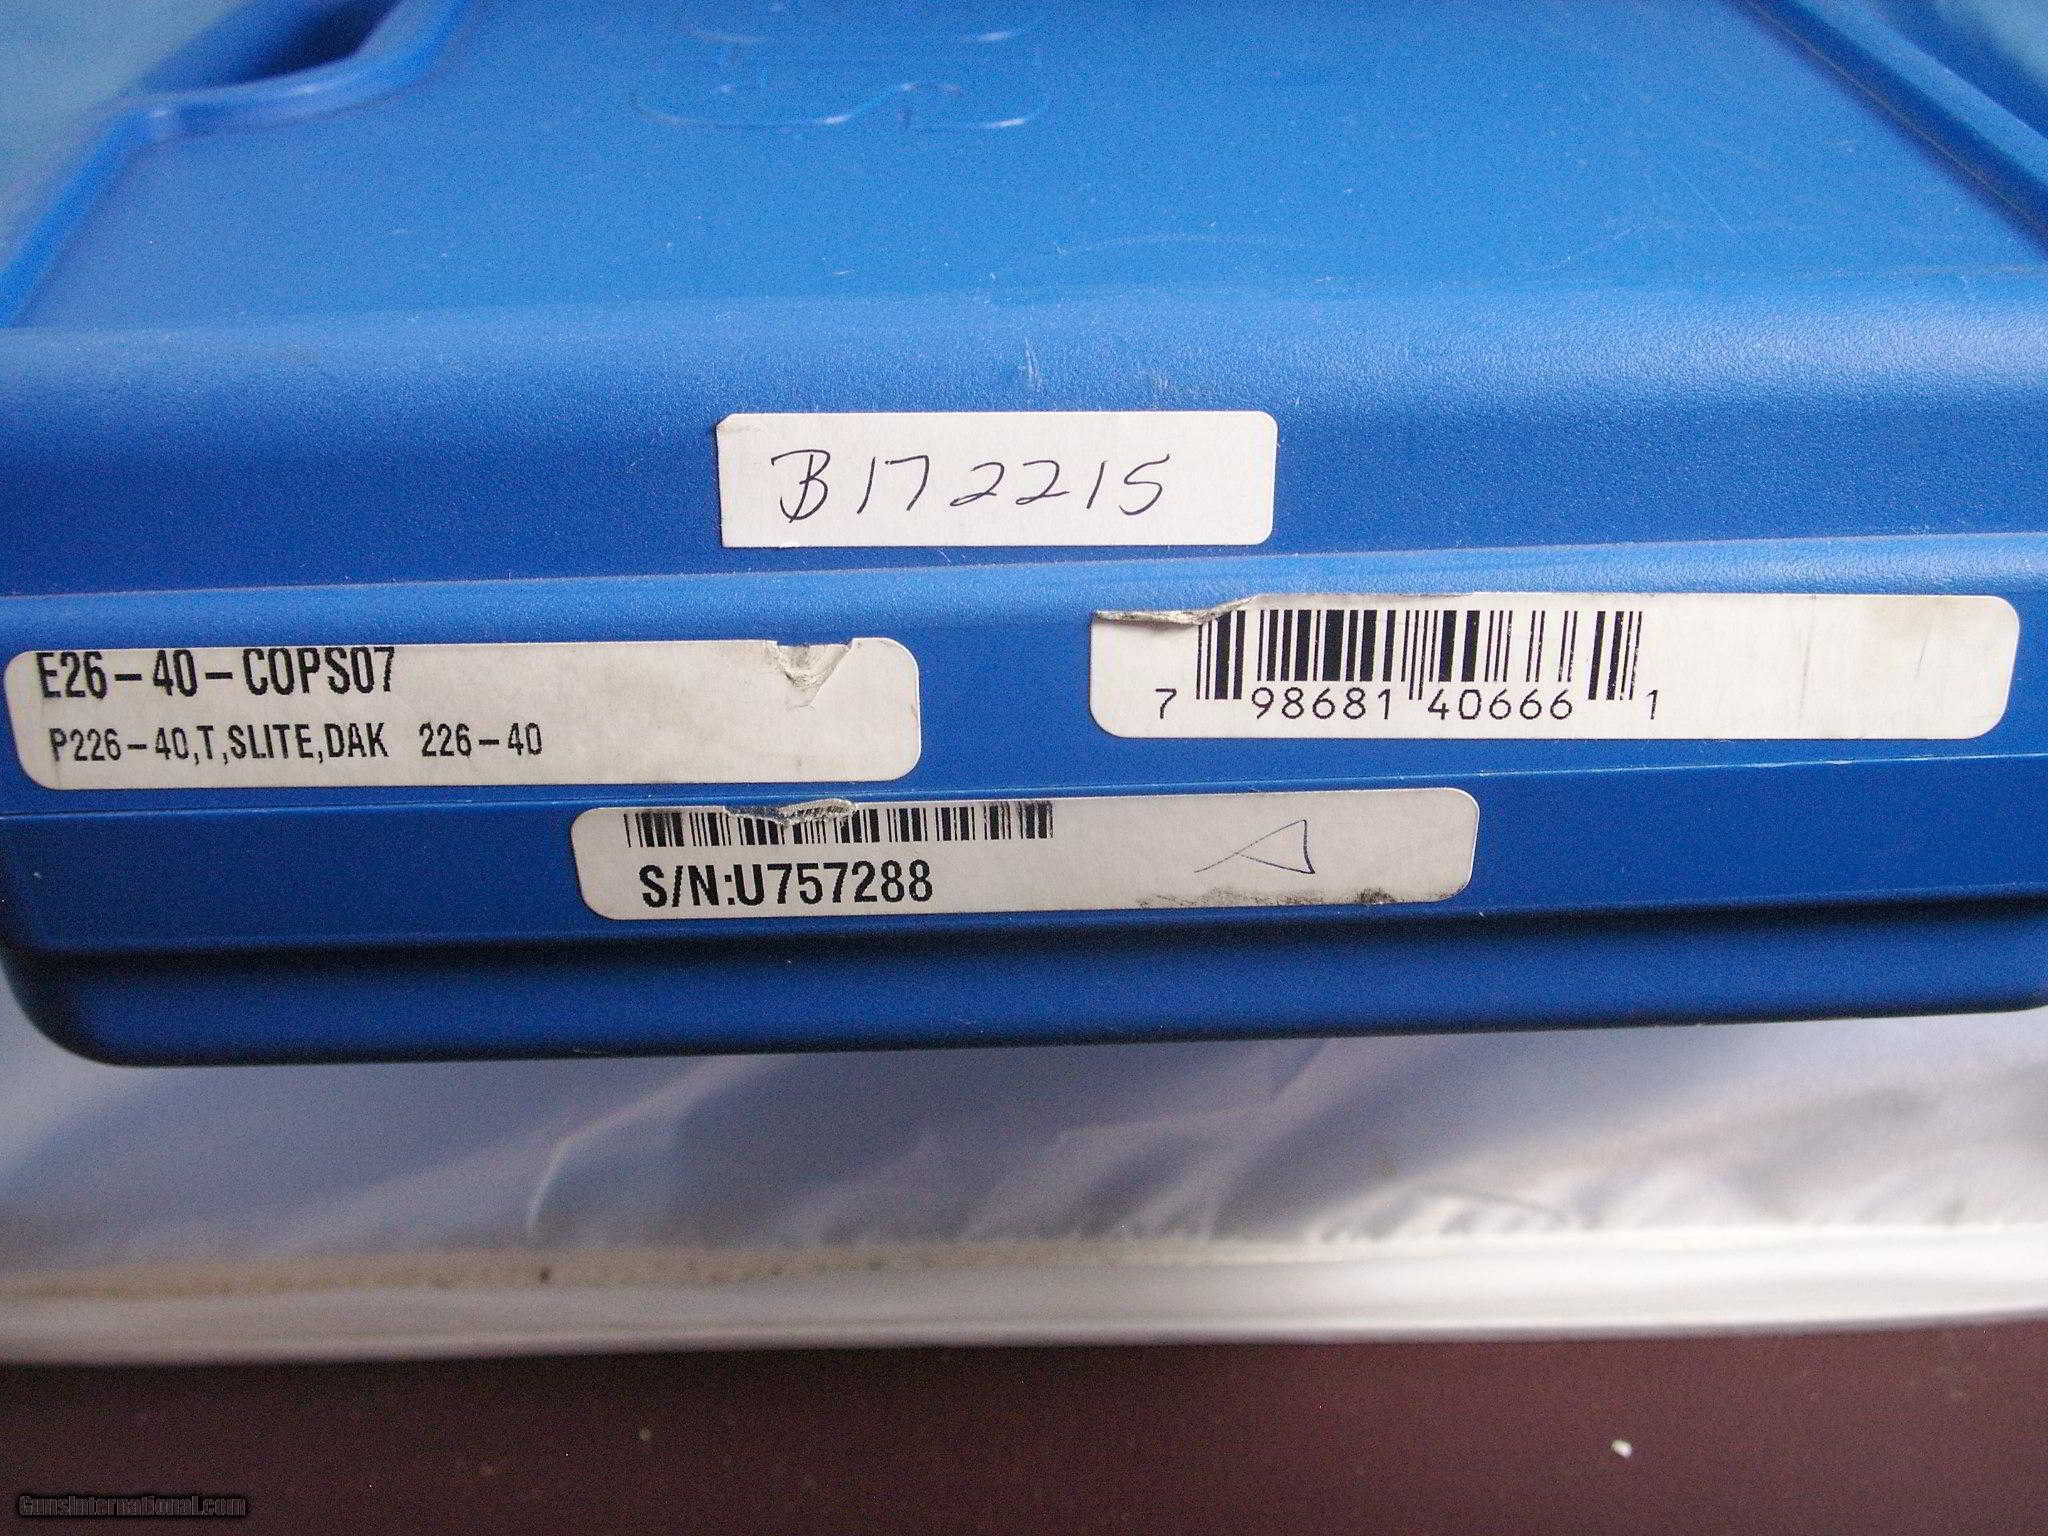 B172215
E26-40-COPS07
P226-40,T,SLITE,DAK 226-40
7 98681 40666 1
S/N:U757288
A
GunsInternational.com